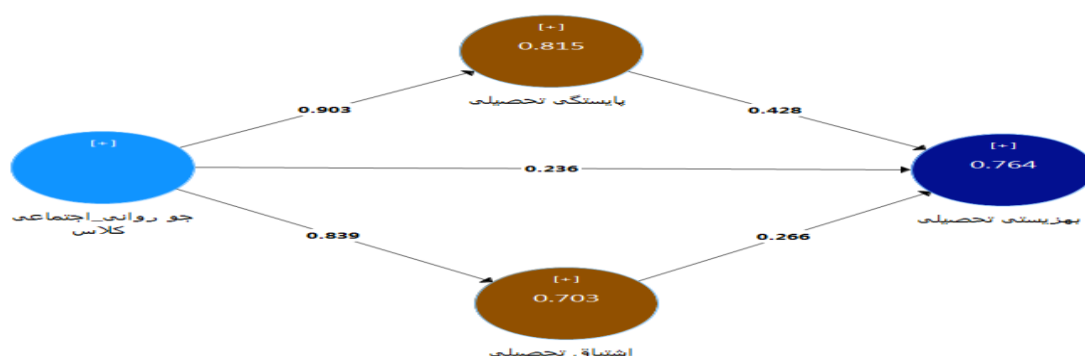 [+]
0.815
پایستگی تحصیلی
0.903
0.428
[+]
جو روانی_اجتماعی
کلاس
0.236
[+]
0.764
بهزیستی تحصیلی
0.839
0.266
[+]
0.703
اشتیاق تحصیلی